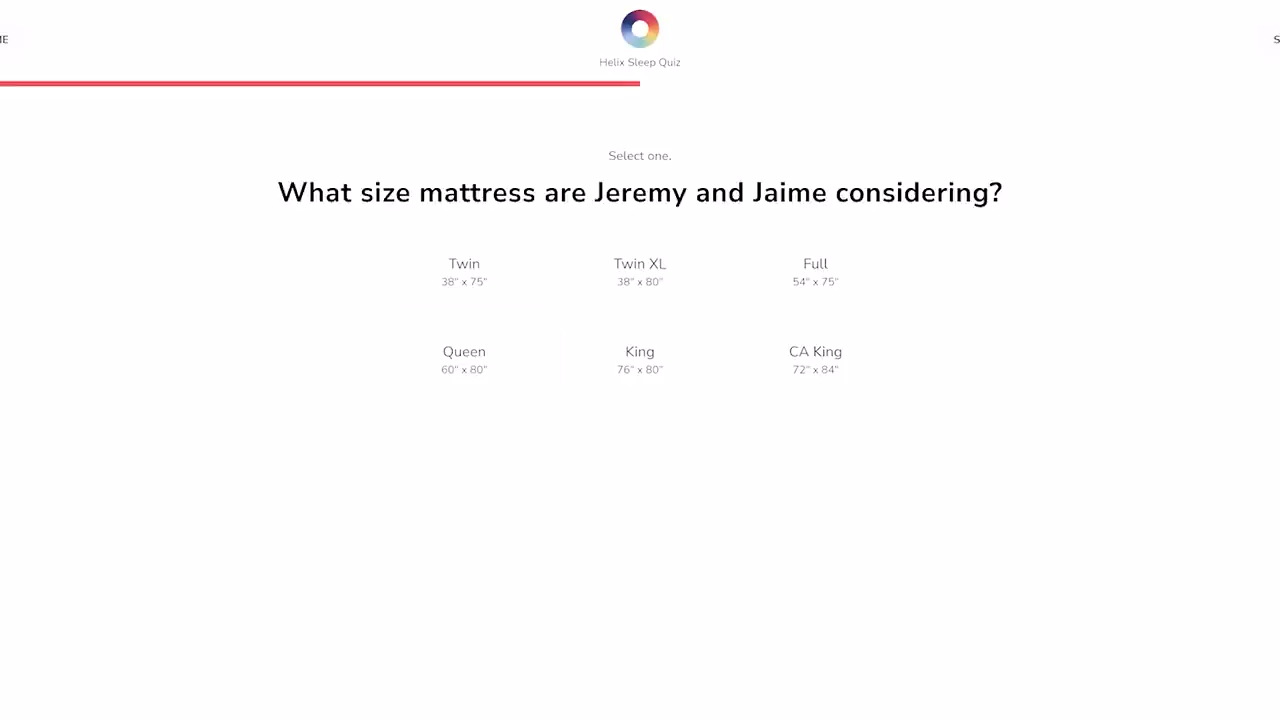 ME
Helix Sleep Quiz
S
Select one.
What size mattress are Jeremy and Jaime considering?
Twin
38" x 75"
Twin XL
38" x 80"
Full
54" x 75"
Queen
60" x 80"
King
76" x 80"
CA King
72" x 84"